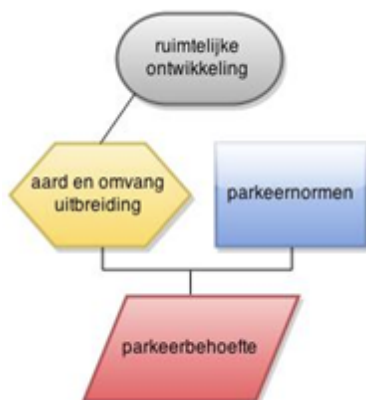 ruimtelijke
ontwikkeling
aard en omvang
uitbreiding
parkeernormen
parkeerbehoefte